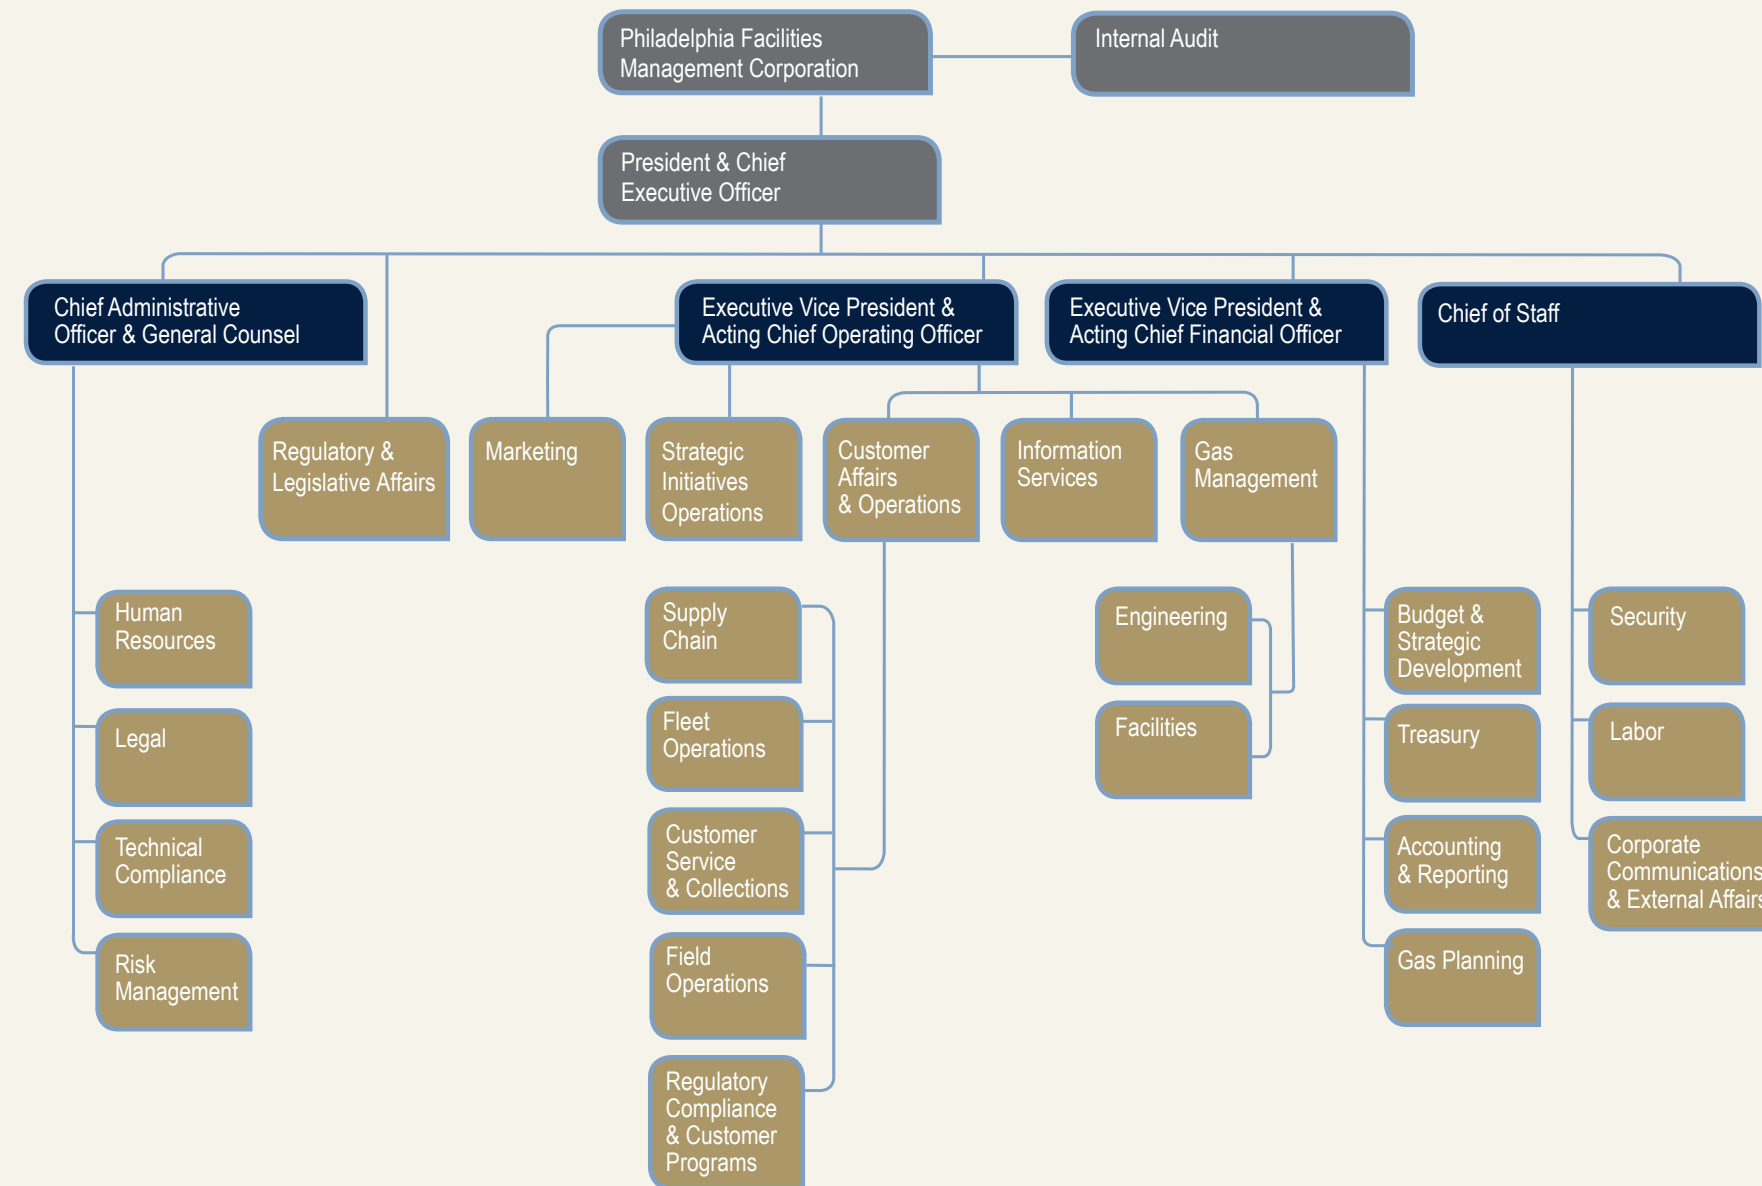 Philadelphia Facilities
Management Corporation
Internal Audit
President & Chief
Executive Officer
Chief Administrative
Officer & General Counsel
Executive Vice President &
Acting Chief Operating Officer
Executive Vice President &
Acting Chief Financial Officer
Chief of Staff
Regulatory &
Legislative Affairs
Marketing
Strategic
Initiatives
Operations
Customer
Affairs
& Operations
Information
Services
Gas
Management
Human
Resources
Legal
Technical
Compliance
Risk
Management
Supply
Chain
Fleet
Operations
Customer
Service
& Collections
Field
Operations
Regulatory
Compliance
& Customer
Programs
Engineering
Facilities
Budget &
Strategic
Development
Treasury
Accounting
& Reporting
Gas Planning
Security
Labor
Corporate
Communications
& External Affairs